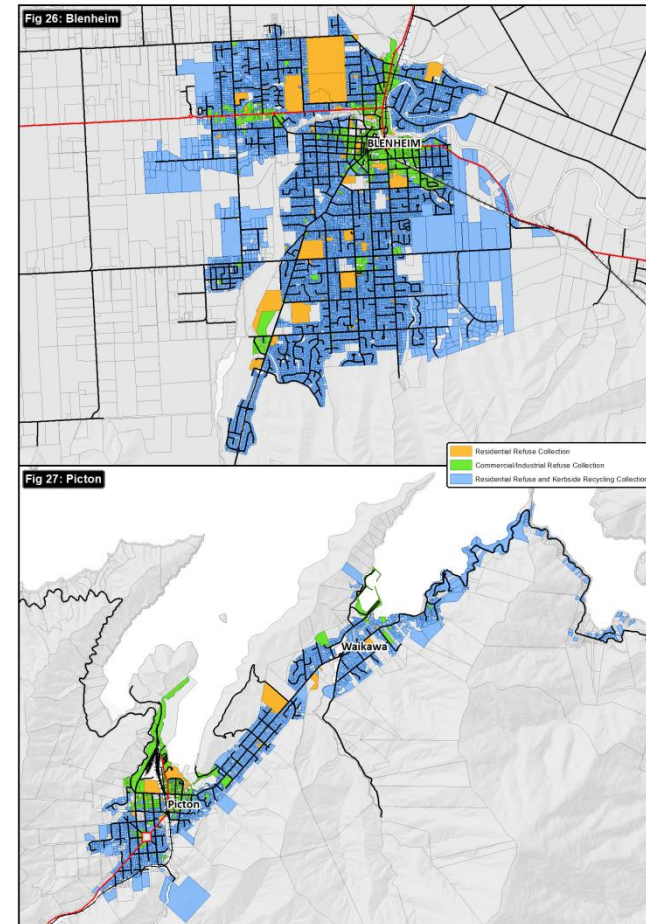 Fig 26: Blenheim
BLENHEIM
Residential Refuse Collection
Commercial/Industrial Refuse Collection
Residential Refuse and Kerbside Recycling Collection
Fig 27: Picton
Waikawa
Picton